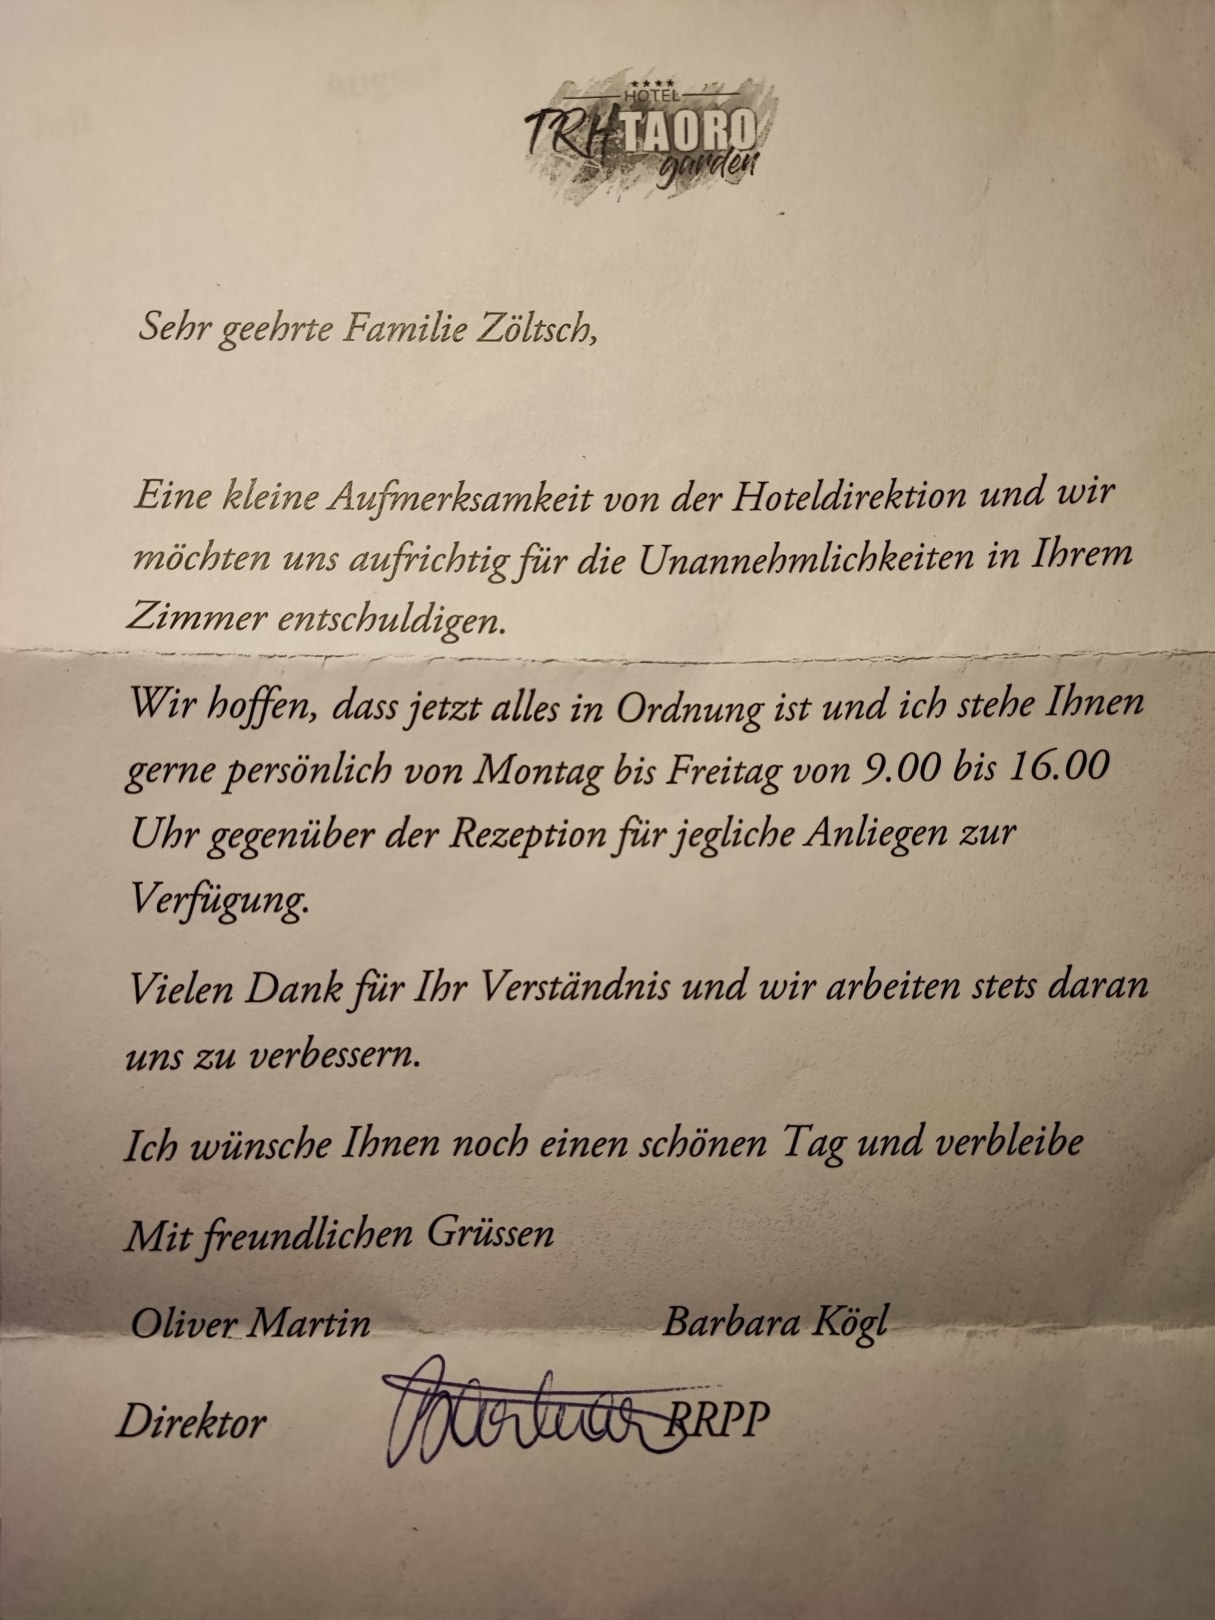 HOTEL
TRH TAORO
garden
Sehr geehrte Familie Zöltsch,
Eine kleine Aufmerksamkeit von der Hoteldirektion und wir
möchten uns aufrichtig für die Unannehmlichkeiten in Ihrem
Zimmer entschuldigen.
Wir hoffen, dass jetzt alles in Ordnung ist und ich stehe Ihnen
gerne persönlich von Montag bis Freitag von 9.00 bis 16.00
Uhr gegenüber der Rezeption für jegliche Anliegen zur
Verfügung.
Vielen Dank für Ihr Verständnis und wir arbeiten stets daran
uns zu verbessern.
Ich wünsche Ihnen noch einen schönen Tag und verbleibe
Mit freundlichen Grüssen
Oliver Martin Barbara Kögl
Direktor RRPP